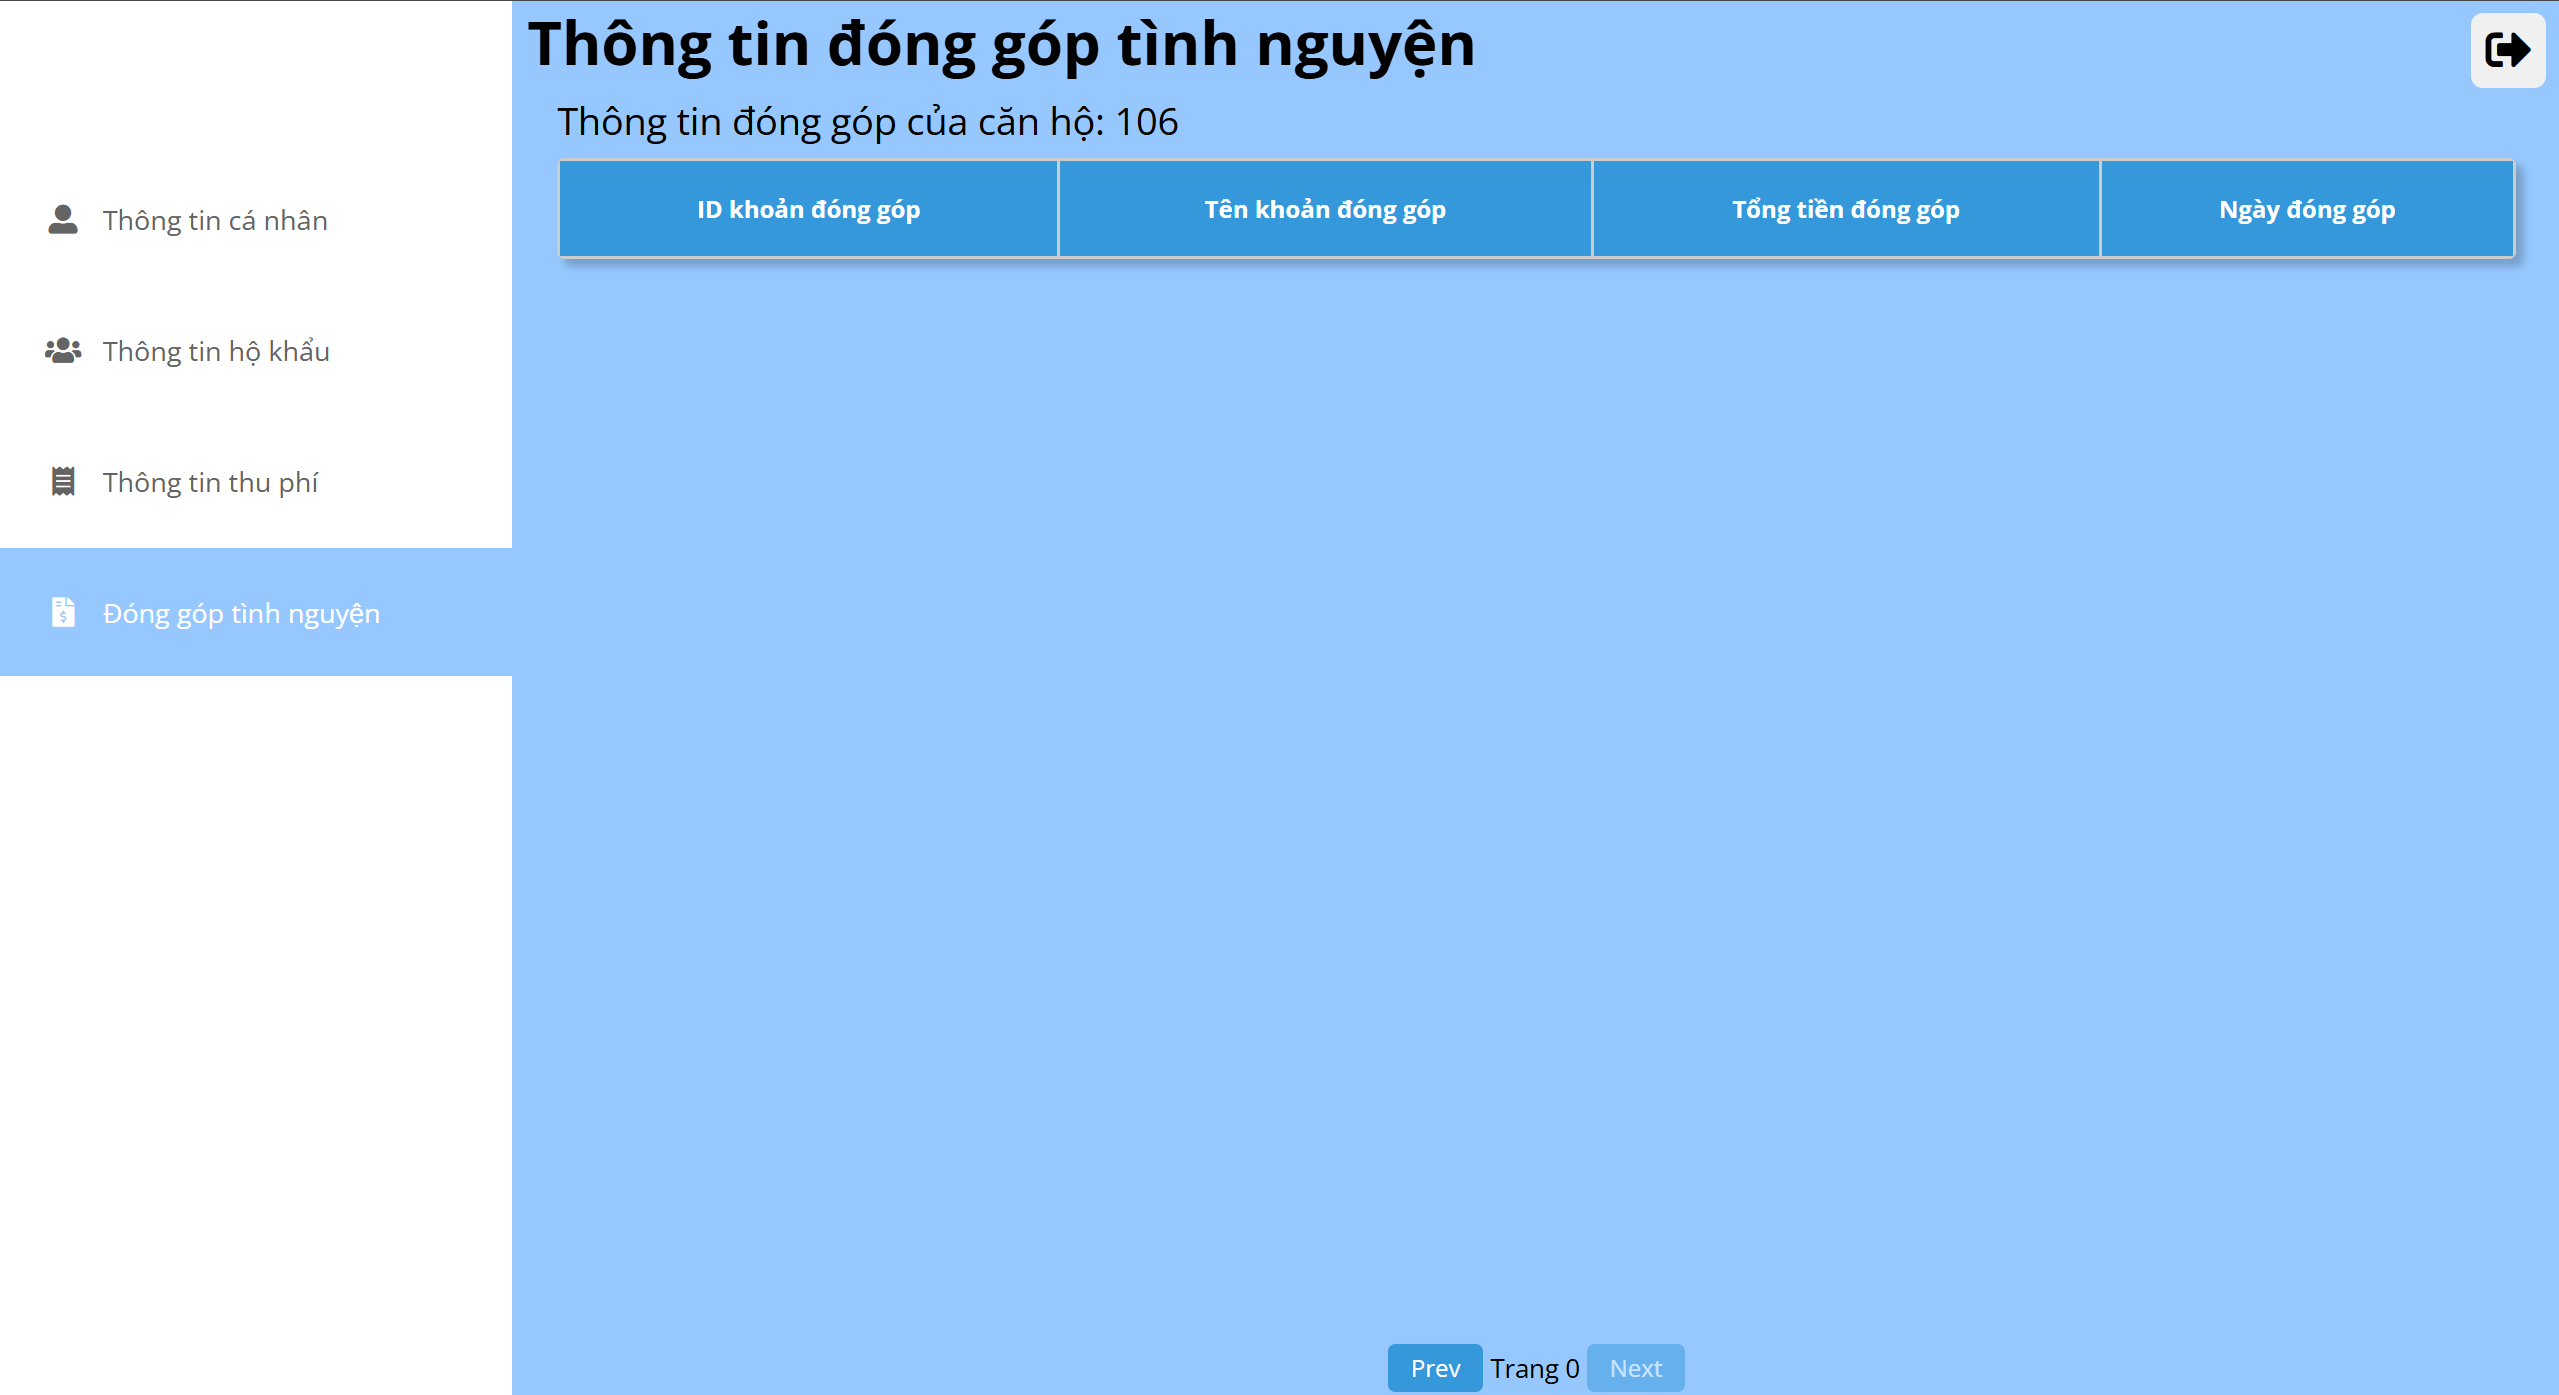 Thông tin cá nhân
Thông tin hộ khẩu
Thông tin thu phí
Đóng góp tình nguyện
Thông tin đóng góp tình nguyện
Thông tin đóng góp của căn hộ: 106
ID khoản đóng góp Tên khoản đóng góp Tổng tiền đóng góp Ngày đóng góp
Prev Trang 0 Next